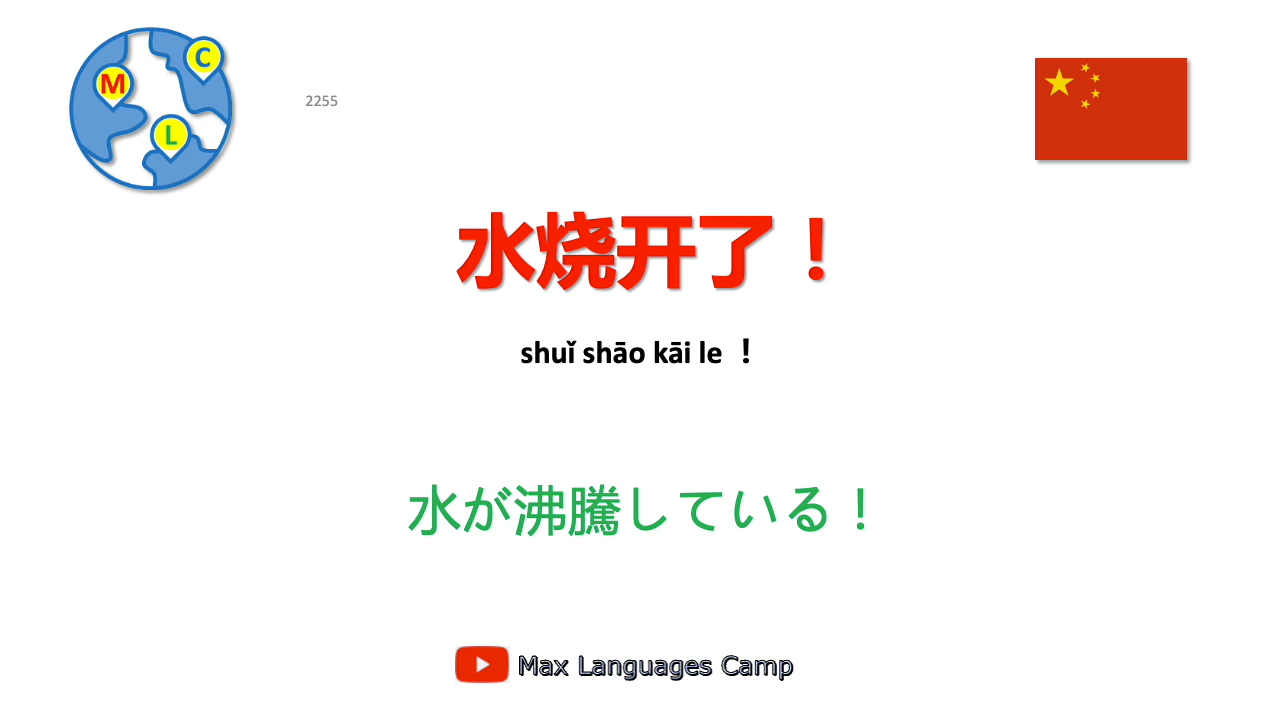 M
C
L
2255
水烧开了！
shuǐ shāo kāi le ！
水が沸騰している！
Max Languages Camp